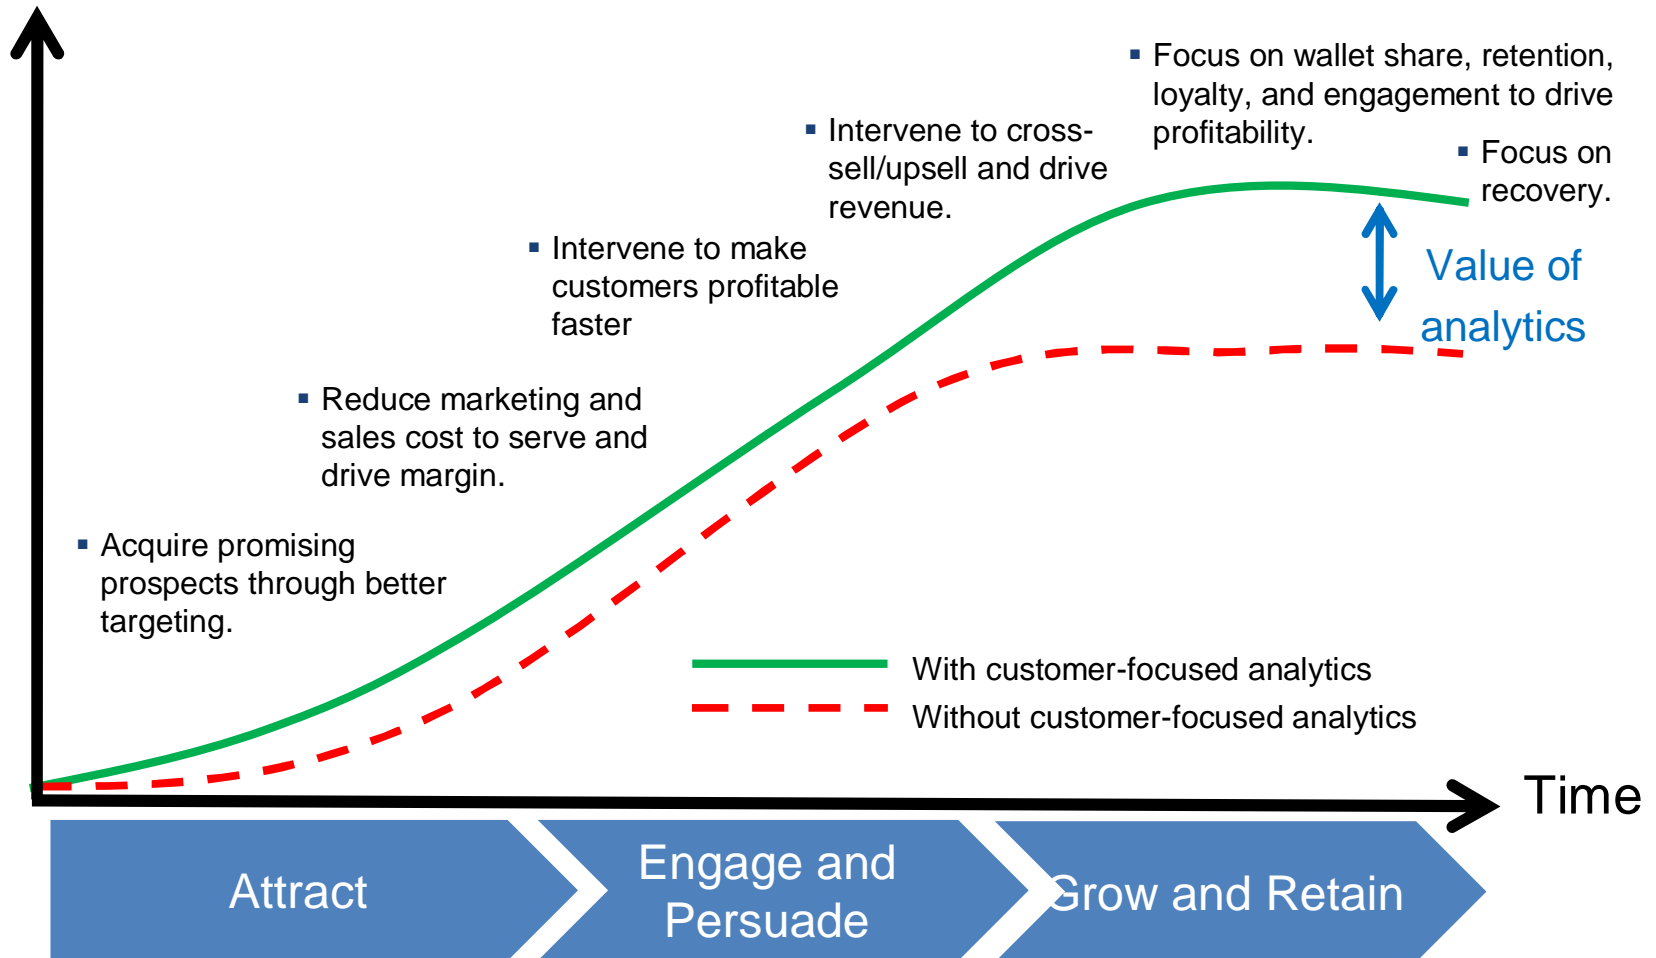 ▪ Focus on wallet share, retention,
loyalty, and engagement to drive
profitability.
▪ Focus on
recovery.
▪ Intervene to cross-
sell/upsell and drive
revenue.
▪ Intervene to make
customers profitable
faster
▪ Reduce marketing and
sales cost to serve and
drive margin.
▪ Acquire promising
prospects through better
targeting.
Value of
analytics
With customer-focused analytics
Without customer-focused analytics
Time
Attract
Engage and
Persuade
Grow and Retain